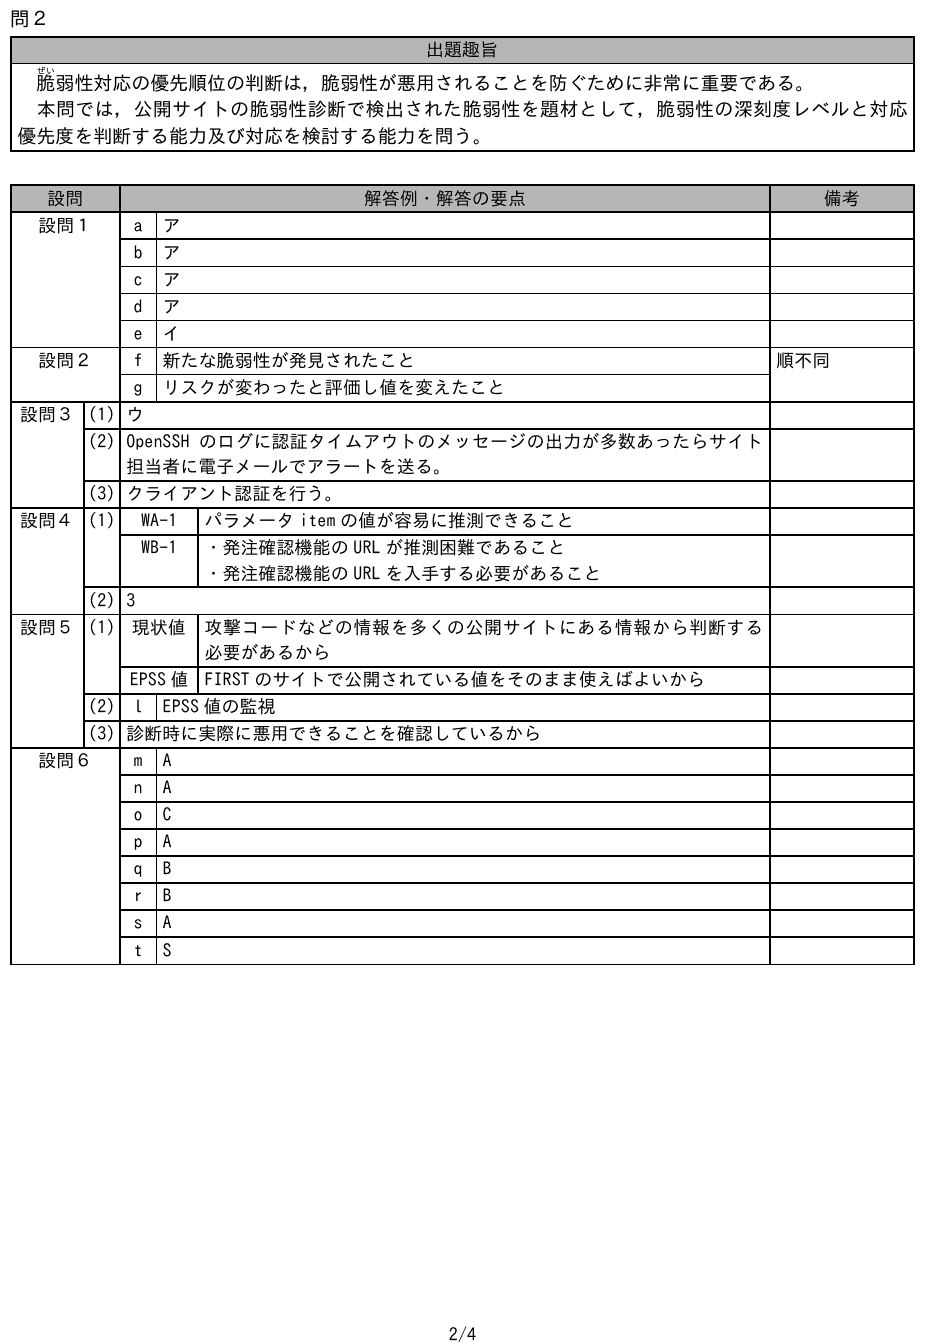 問２
出題趣旨
ぜい
脆弱性対応の優先順位の判断は，脆弱性が悪用されることを防ぐために非常に重要である。
本問では，公開サイトの脆弱性診断で検出された脆弱性を題材として，脆弱性の深刻度レベルと対応
優先度を判断する能力及び対応を検討する能力を問う。
設問 解答例・解答の要点 備考
設問１ a ア
b ア
c ア
d ア
e イ
設問２ f 新たな脆弱性が発見されたこと 順不同
g リスクが変わったと評価し値を変えたこと
設問３ (1) ウ
(2) OpenSSH のログに認証タイムアウトのメッセージの出力が多数あったらサイト
担当者に電子メールでアラートを送る。
(3) クライアント認証を行う。
設問４ (1) WA-1 パラメータ item の値が容易に推測できること
WB-1 ・発注確認機能の URL が推測困難であること
・発注確認機能の URL を入手する必要があること
(2) 3
設問５ (1) 現状値 攻撃コードなどの情報を多くの公開サイトにある情報から判断する
必要があるから
EPSS 値 FIRST のサイトで公開されている値をそのまま使えばよいから
(2) l EPSS 値の監視
(3) 診断時に実際に悪用できることを確認しているから
設問６ m A
n A
o C
p A
q B
r B
s A
t S
2/4